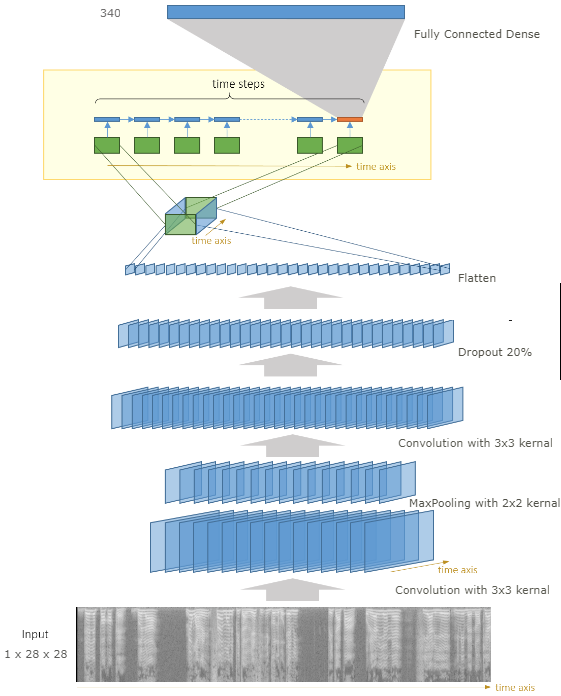 340
Fully Connected Dense
time steps
time axis
time axis
Flatten
Dropout 20%
Convolution with 3x3 kernal
MaxPooling with 2x2 kernal
time axis
Convolution with 3x3 kernal
Input
1 x 28 x 28
time axis